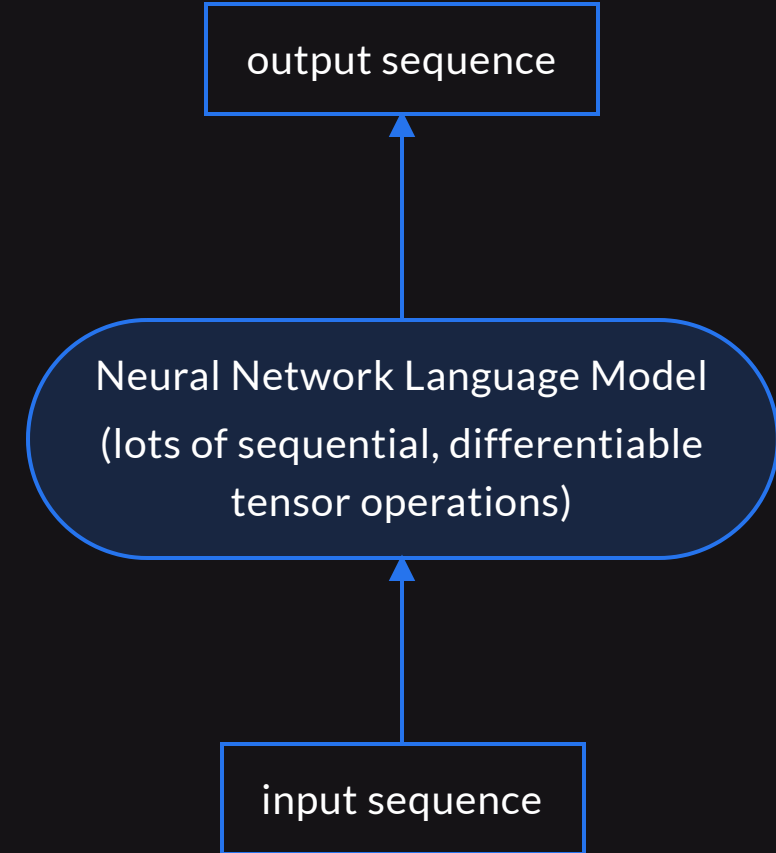 output sequence
Neural Network Language Model
(lots of sequential, differentiable
tensor operations)
input sequence